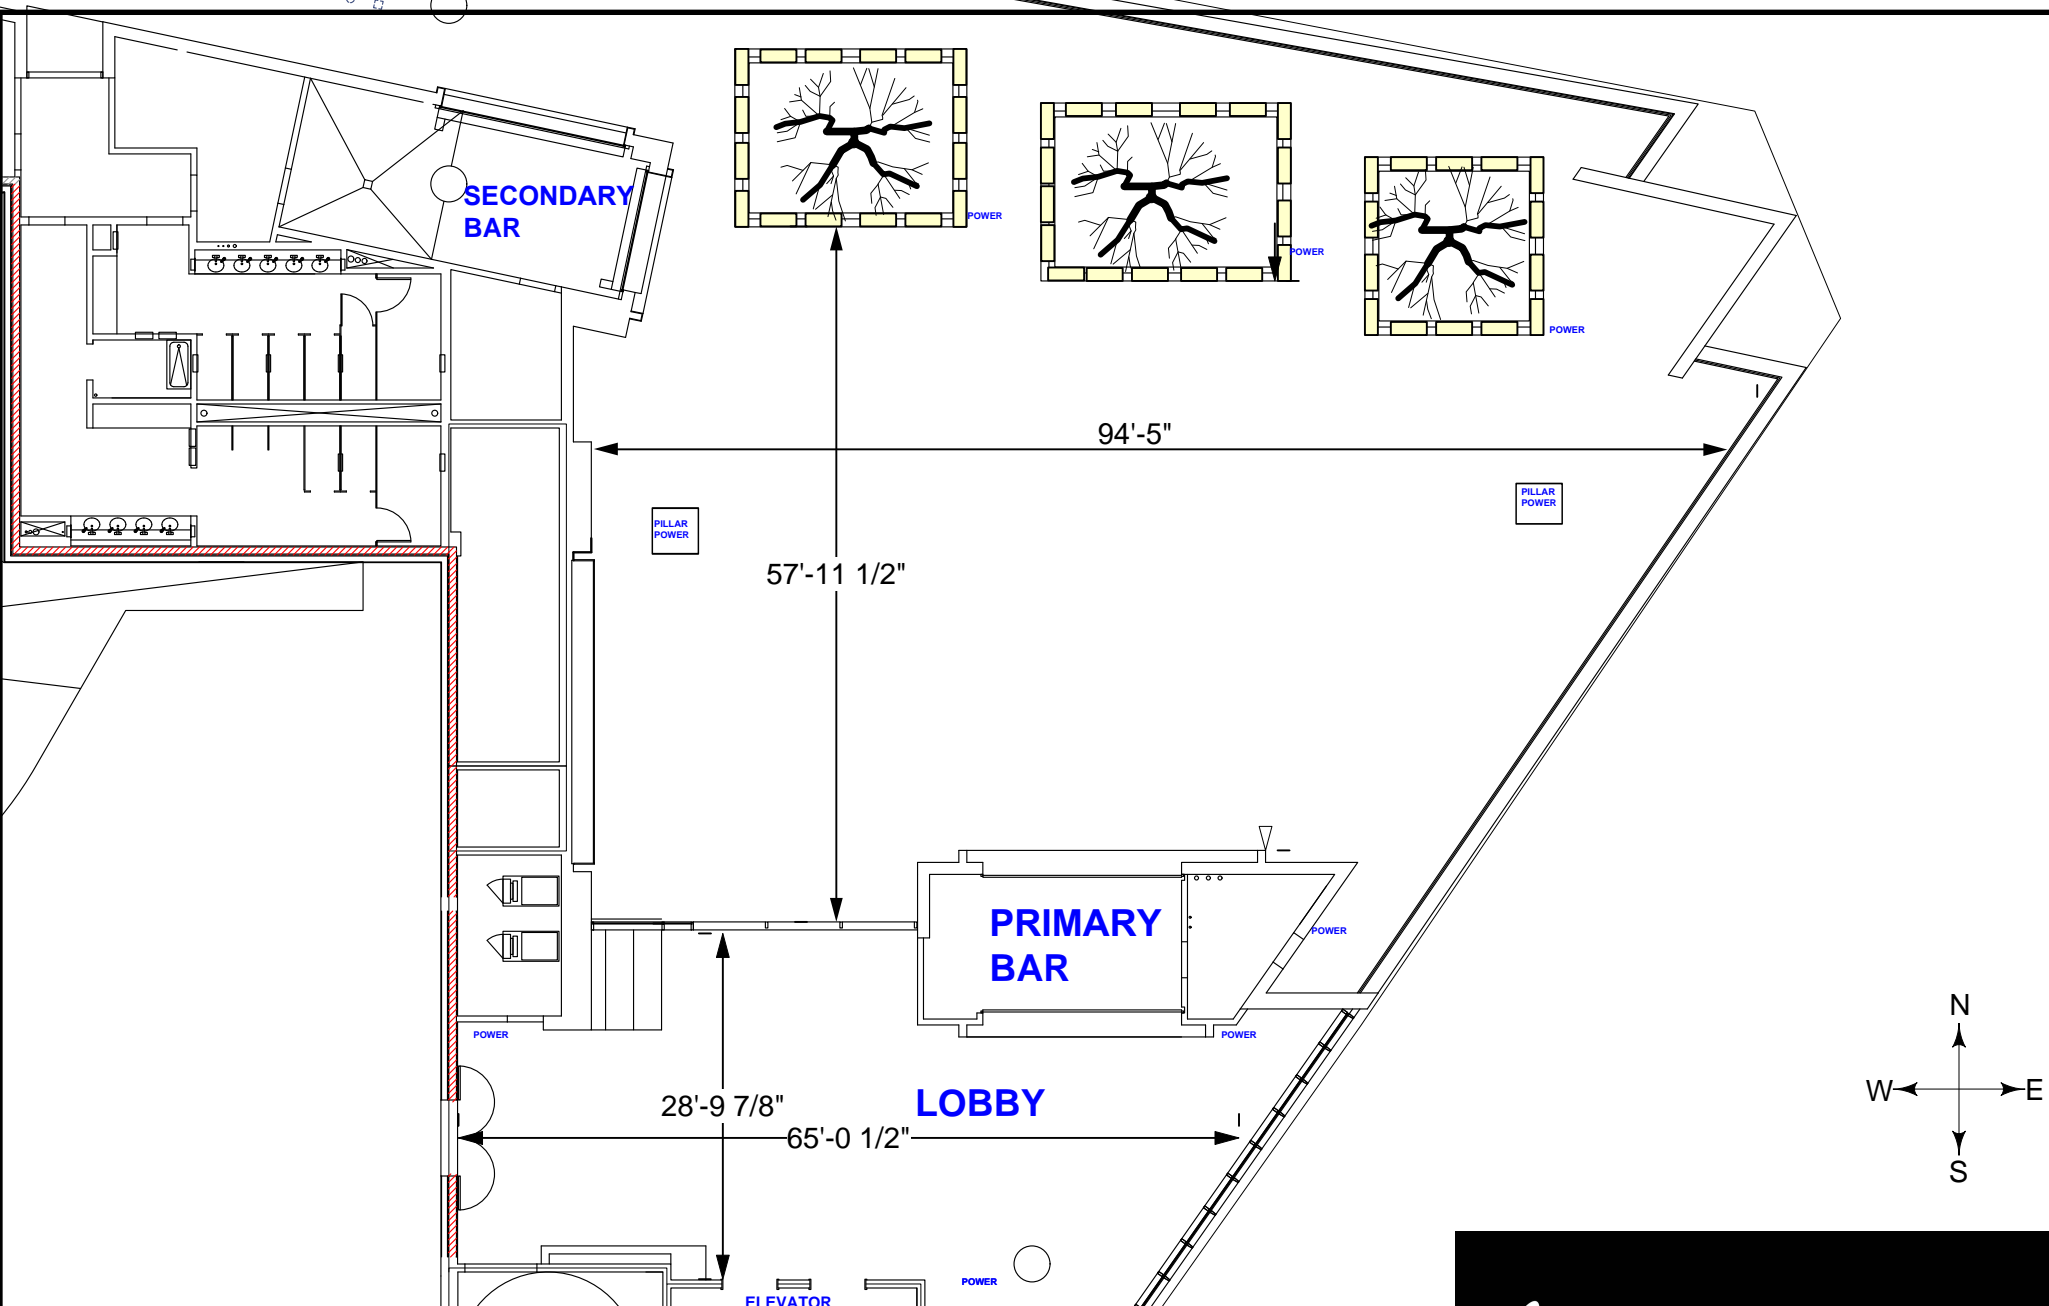 SECONDARY
BAR
POWER
POWER
POWER
94'-5"
PILLAR
POWER
PILLAR
POWER
57'-11 1/2"
PRIMARY
BAR
POWER
POWER
POWER
N
W
E
S
LOBBY
28'-9 7/8"
65'-0 1/2"
POWER
ELEVATOR